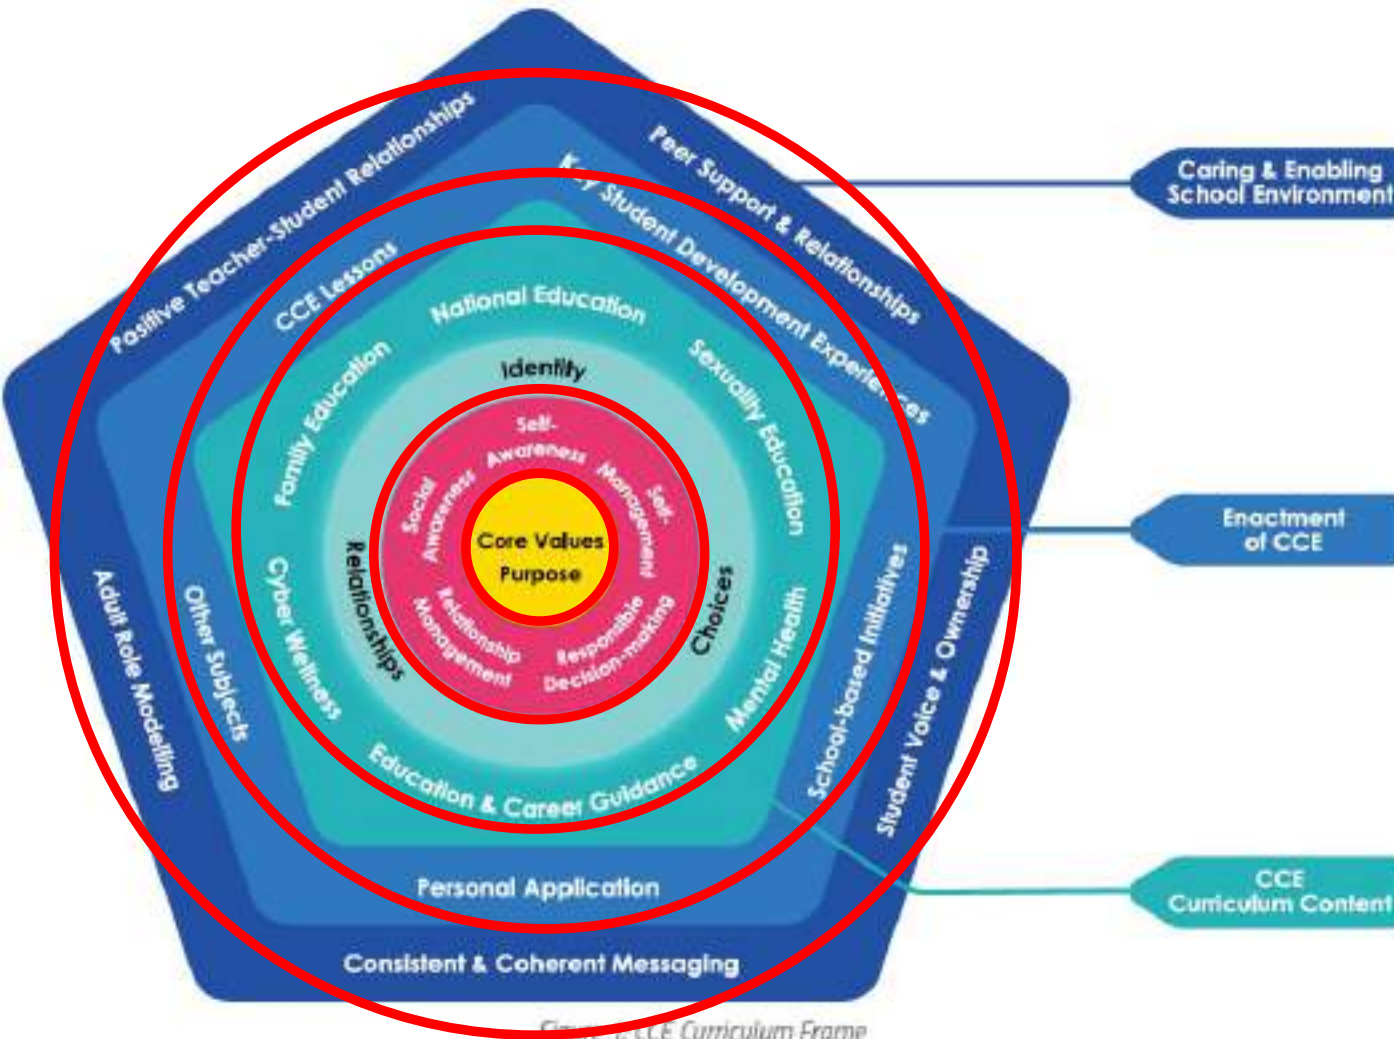 Positive Teacher-Student Relationships
Peer Support & Relationships
Caring & Enabling
School Environment
Key Student Development Experiences
CCE Lessons
National Education
Family Education
Sexuality Education
Identity
Self-
Awareness
Social
Awareness
Self-
Management
Core Values
Purpose
Enactment
of CCE
Relationships
Choices
Relationship
Management
Responsible
Decision-making
Cyber Wellness
Mental Health
Other Subjects
School-based Initiatives
Adult Role Modelling
Student Voice & Ownership
Education & Career Guidance
CCE
Curriculum Content
Personal Application
Consistent & Coherent Messaging
CCE Curriculum Frame